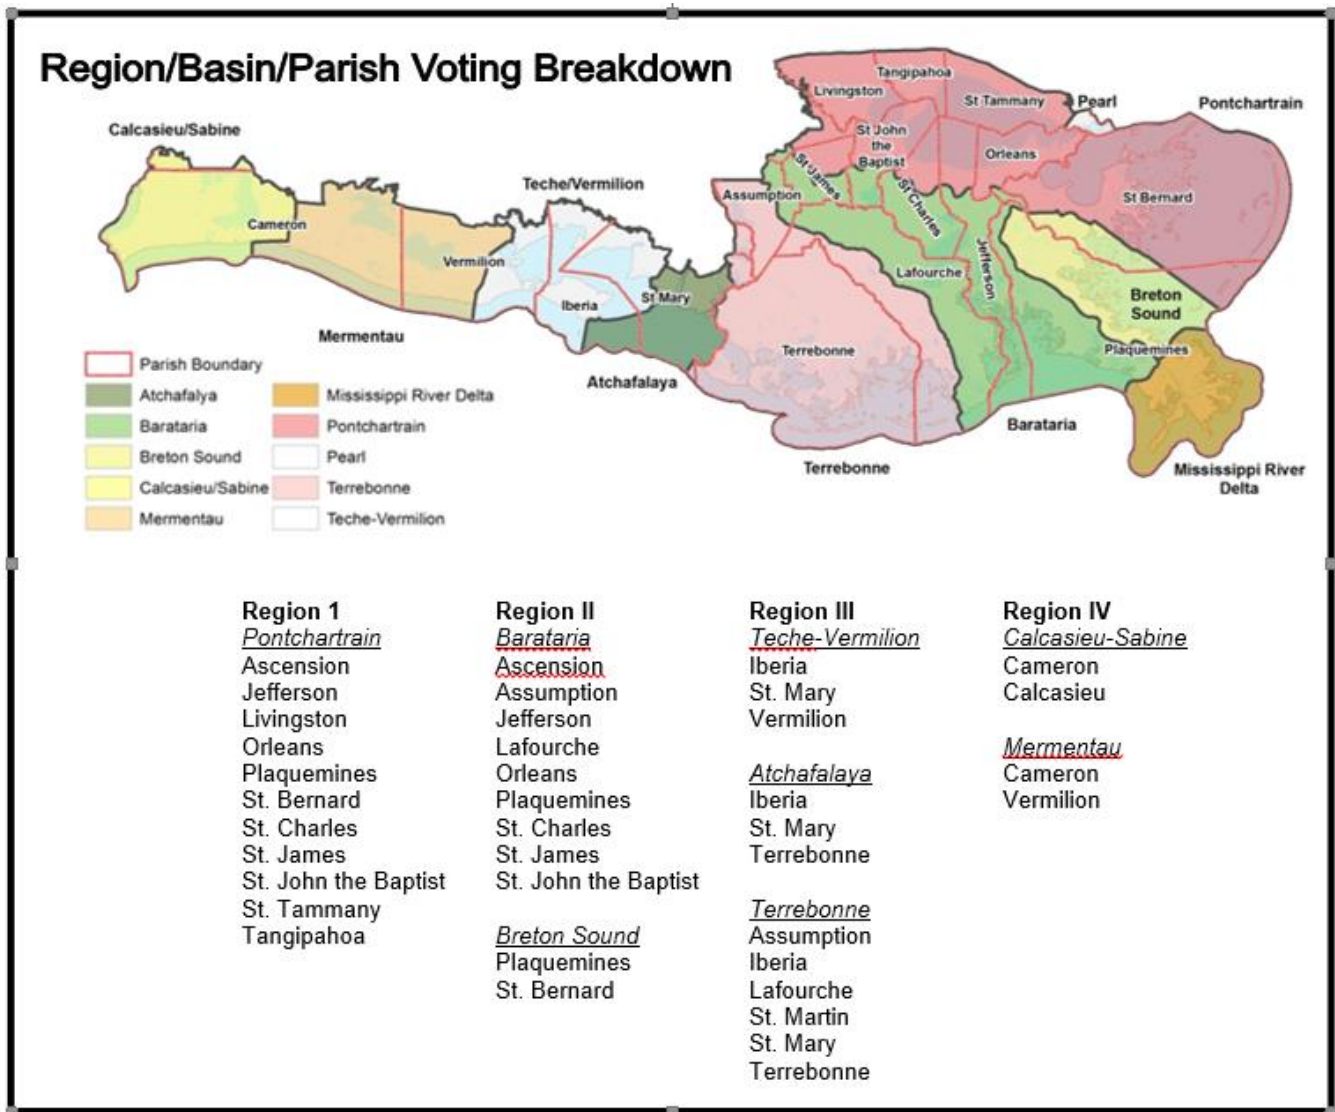 Region/Basin/Parish Voting Breakdown
Calcasieu/Sabine
Cameron
Mermentau
Vermilion
Teche/Vermilion
Iberia
St Mary
Atchafalaya
Assumption
Terrebonne
Terrebonne
Livingston
Tangipahoa
St Tammany
Pearl
Pontchartrain
St John
the
Baptist
Orleans
St James
St Charles
St Bernard
Lafourche
Jefferson
Breton
Sound
Plaquemines
Barataria
Mississippi River
Delta
Parish Boundary
Atchafalya
Barataria
Breton Sound
Calcasieu/Sabine
Mermentau
Mississippi River Delta
Pontchartrain
Pearl
Terrebonne
Teche-Vermilion
Region 1
Pontchartrain
Ascension
Jefferson
Livingston
Orleans
Plaquemines
St. Bernard
St. Charles
St. James
St. John the Baptist
St. Tammany
Tangipahoa
Region II
Barataria
Ascension
Assumption
Jefferson
Lafourche
Orleans
Plaquemines
St. Charles
St. James
St. John the Baptist
Breton Sound
Plaquemines
St. Bernard
Region III
Teche-Vermilion
Iberia
St. Mary
Vermilion
Atchafalaya
Iberia
St. Mary
Terrebonne
Terrebonne
Assumption
Iberia
Lafourche
St. Martin
St. Mary
Terrebonne
Region IV
Calcasieu-Sabine
Cameron
Calcasieu
Mermentau
Cameron
Vermilion